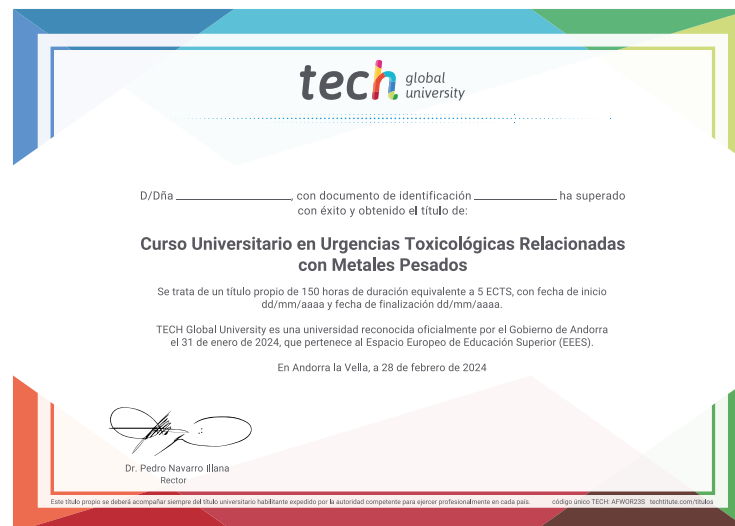 tech global university
D/Dña ____________, con documento de identificación ____________ ha superado
con éxito y obtenido el título de:
Curso Universitario en Urgencias Toxicológicas Relacionadas
con Metales Pesados
Se trata de un título propio de 150 horas de duración equivalente a 5 ECTS, con fecha de inicio
dd/mm/aaaa y fecha de finalización dd/mm/aaaa.
TECH Global University es una universidad reconocida oficialmente por el Gobierno de Andorra
el 31 de enero de 2024, que pertenece al Espacio Europeo de Educación Superior (EEES).
En Andorra la Vella, a 28 de febrero de 2024
Dr. Pedro Navarro Illana
Rector
Este título propio se deberá acompañar siempre del título universitario habilitante expedido por la autoridad competente para ejercer profesionalmente en cada país. código único TECH: AFWOR23S techtitute.com/titulos